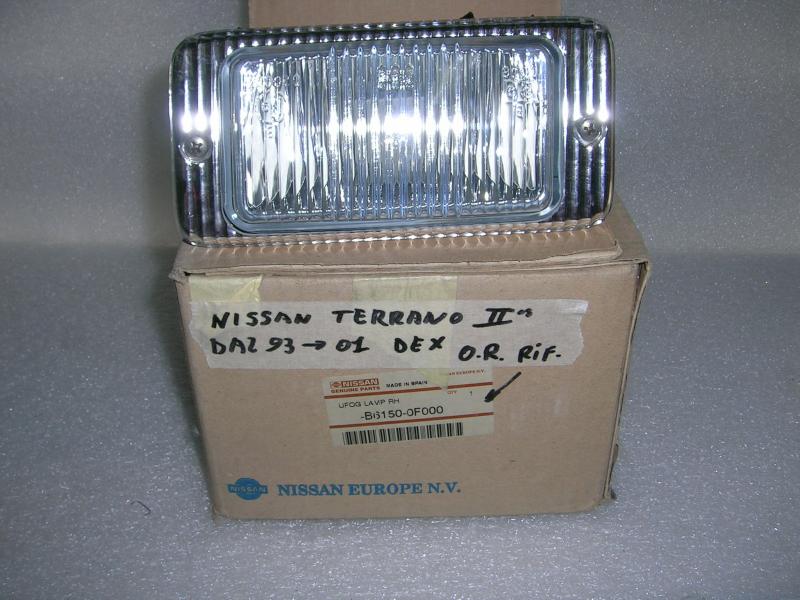 NISSAN TERRANO II
DAL 93→01 DEX O.R. RiF.
NISSAN MADE IN SPAIN
GENUINE PARTS
QTY
UFOG LAMP RH 1
-B6150-0F000
NISSAN NISSAN EUROPE N.V.